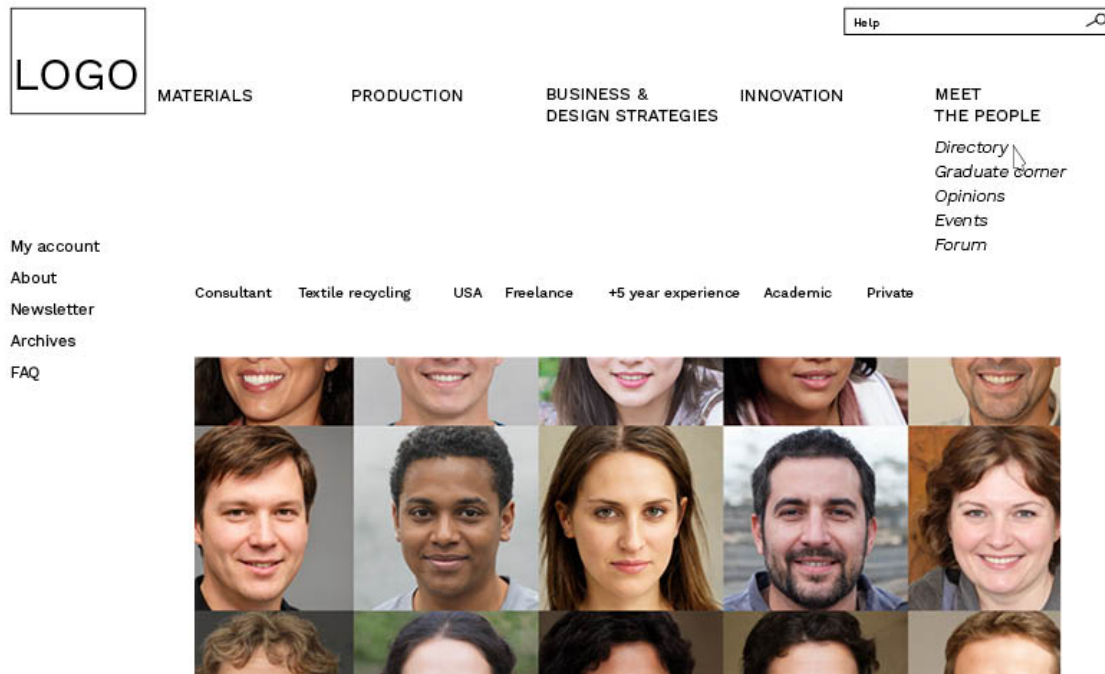 Help
LOGO
MATERIALS
PRODUCTION
BUSINESS &
DESIGN STRATEGIES
INNOVATION
MEET
THE PEOPLE
Directory
Graduate corner
Opinions
Events
Forum
My account
About
Newsletter
Archives
FAQ
Consultant Textile recycling USA Freelance +5 year experience Academic Private